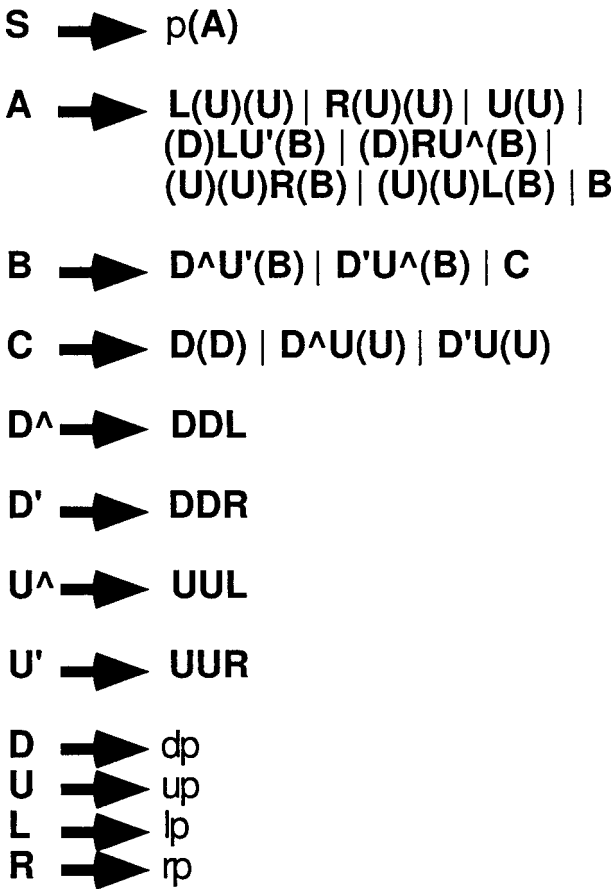 S → p(A)
A → L(U)(U) | R(U)(U) | U(U) |
(D)LU'(B) | (D)RU^(B) |
(U)(U)R(B) | (U)(U)L(B) | B
B → D^U'(B) | D'U^(B) | C
C → D(D) | D^U(U) | D'U(U)
D^ → DDL
D' → DDR
U^ → UUL
U' → UUR
D → dp
U → up
L → lp
R → rp